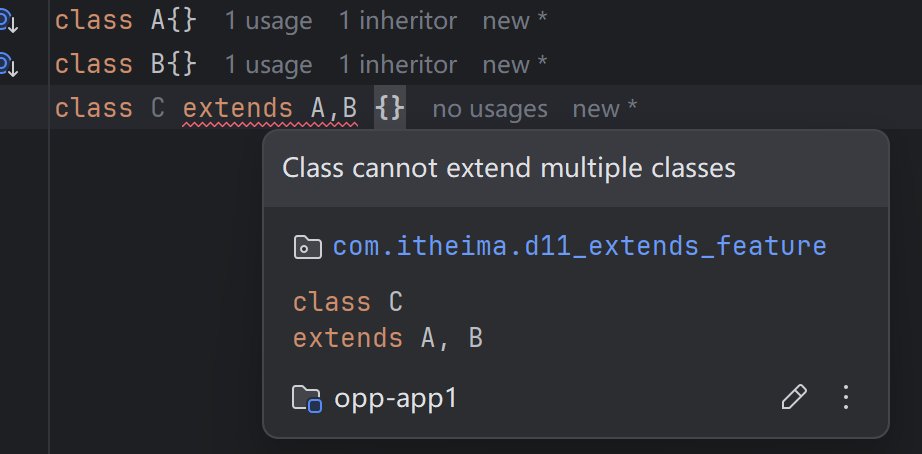 class A{} 1 usage 1 inheritor new *
class B{} 1 usage 1 inheritor new *
class C extends A,B {} no usages new *
Class cannot extend multiple classes
com.itheima.d11_extends_feature
class C
extends A, B
opp-app1